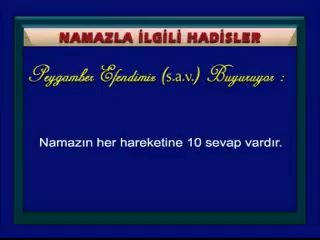 NAMAZLA İLGİLİ HADİSLER
Peygamber Efendimiz (s.a.v.) Buyuruyor :
Namazın her hareketine 10 sevap vardır.